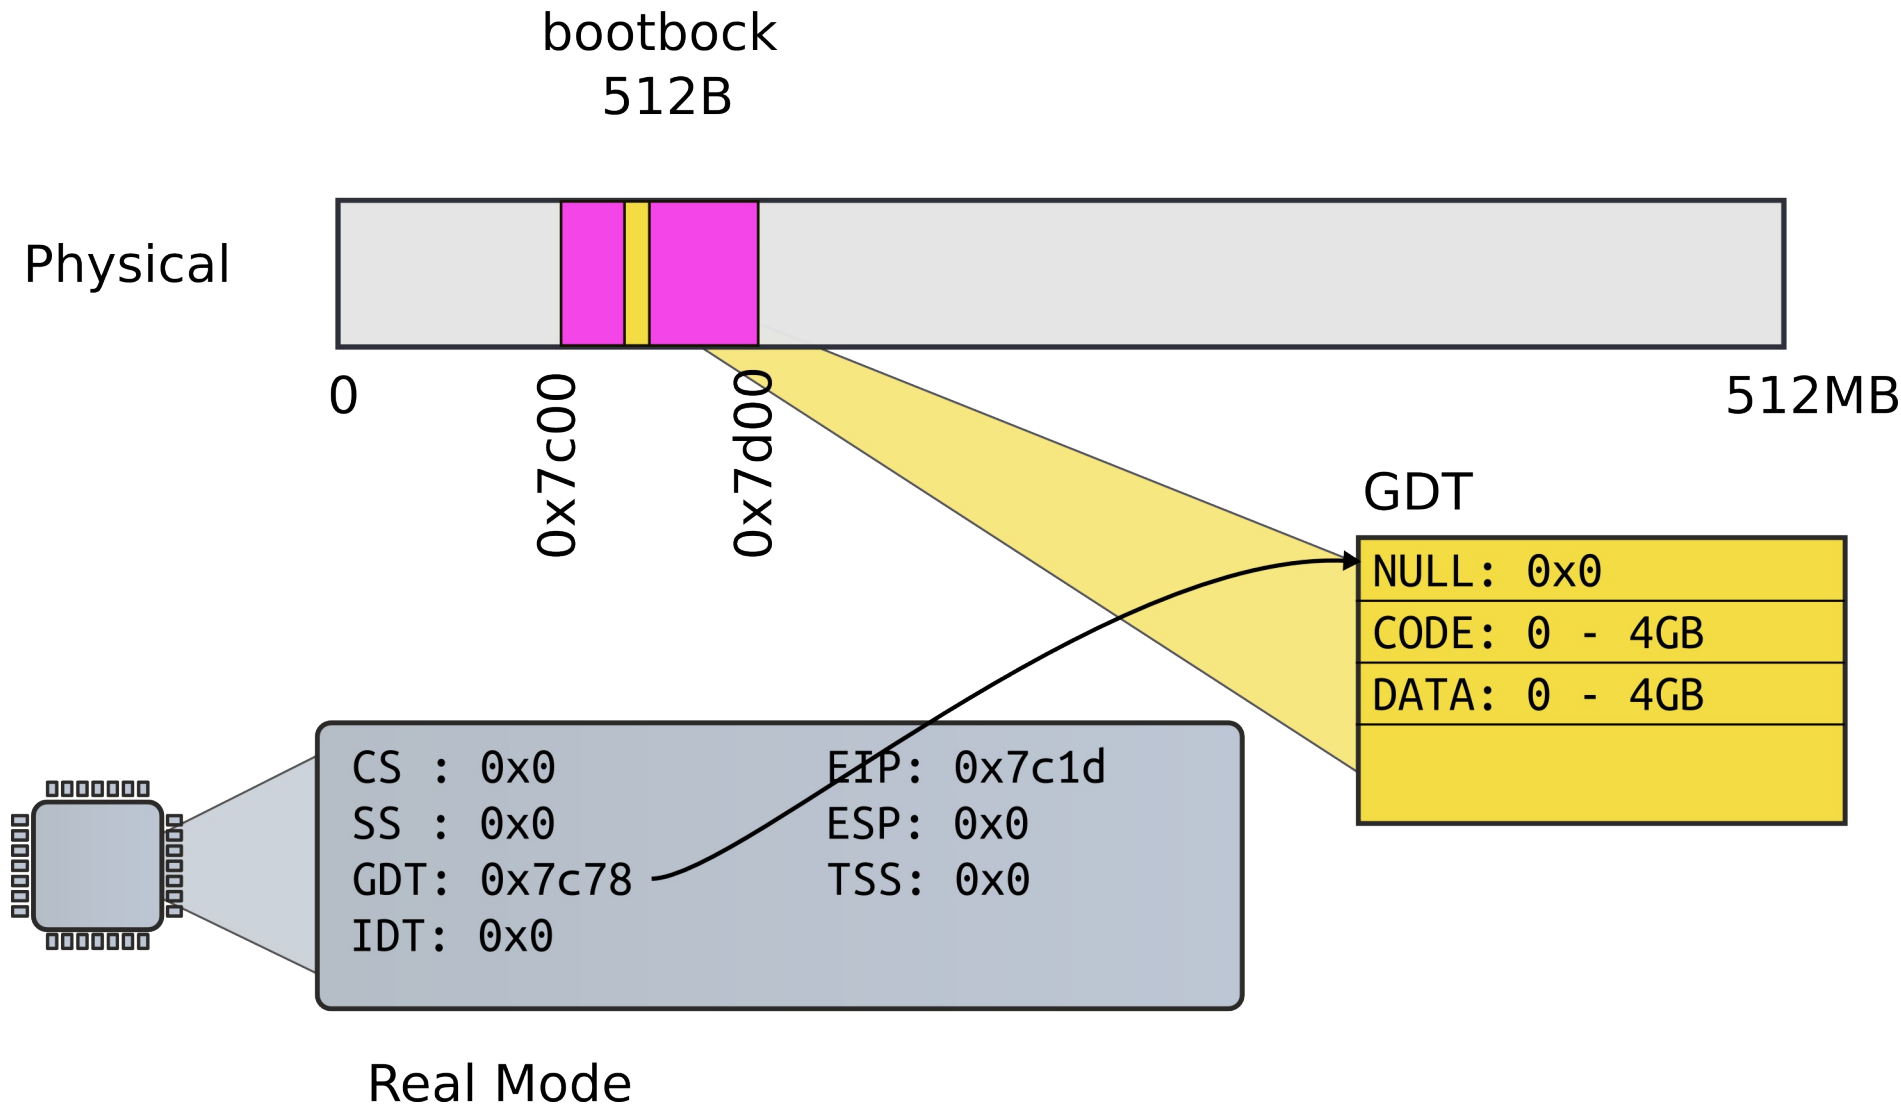 bootbock
512B
Physical
0
0x7c00
0x7d00
512MB
GDT
NULL: 0x0
CODE: 0 - 4GB
DATA: 0 - 4GB
CS : 0x0
SS : 0x0
GDT: 0x7c78
IDT: 0x0
EIP: 0x7c1d
ESP: 0x0
TSS: 0x0
Real Mode